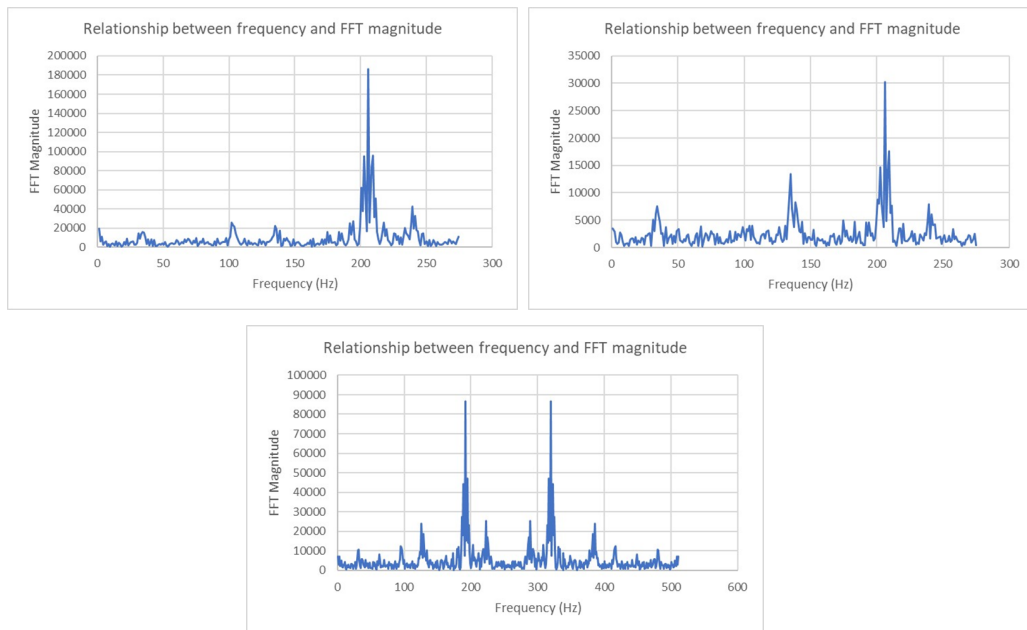 Relationship between frequency and FFT magnitude
200000
180000
160000
140000
120000
100000
80000
60000
40000
20000
0
FFT Magnitude
0 50 100 150 200 250 300
Frequency (Hz)
Relationship between frequency and FFT magnitude
35000
30000
25000
20000
15000
10000
5000
0
FFT Magnitude
0 50 100 150 200 250 300
Frequency (Hz)
Relationship between frequency and FFT magnitude
100000
90000
80000
70000
60000
50000
40000
30000
20000
10000
0
FFT Magnitude
0 100 200 300 400 500 600
Frequency (Hz)